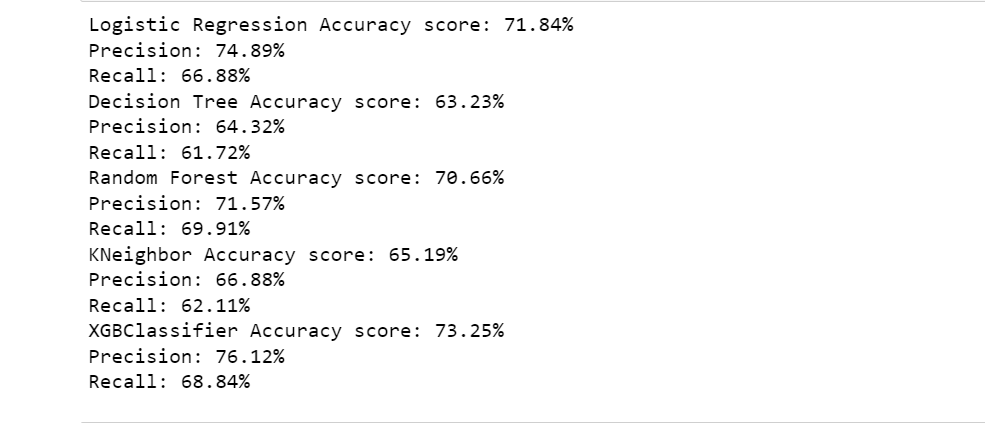 Logistic Regression Accuracy score: 71.84%
Precision: 74.89%
Recall: 66.88%
Decision Tree Accuracy score: 63.23%
Precision: 64.32%
Recall: 61.72%
Random Forest Accuracy score: 70.66%
Precision: 71.57%
Recall: 69.91%
KNeighbor Accuracy score: 65.19%
Precision: 66.88%
Recall: 62.11%
XGBClassifier Accuracy score: 73.25%
Precision: 76.12%
Recall: 68.84%